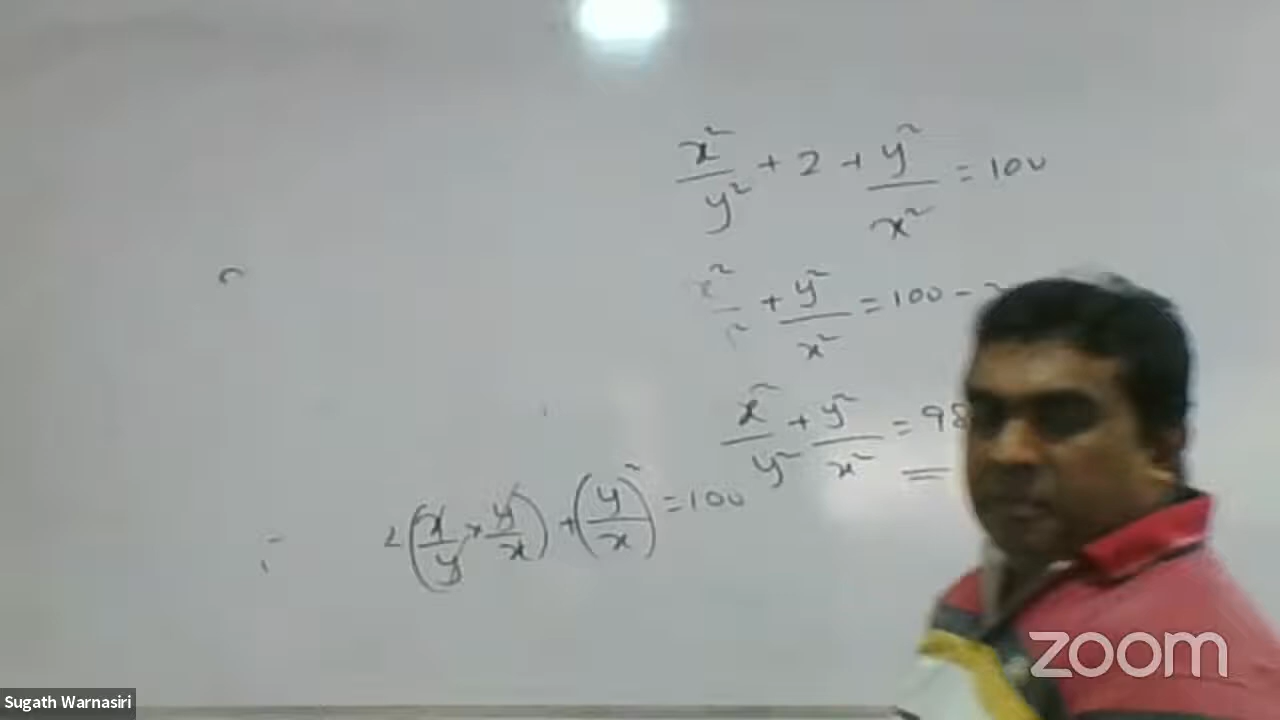 x²/y² + 2 + y²/x² = 100
x²/y² + y²/x² = 100 - 2
x²/y² + y²/x² = 98
2(x/y × y/x) + (y/x)² = 100
zoom
Sugath Warnasiri